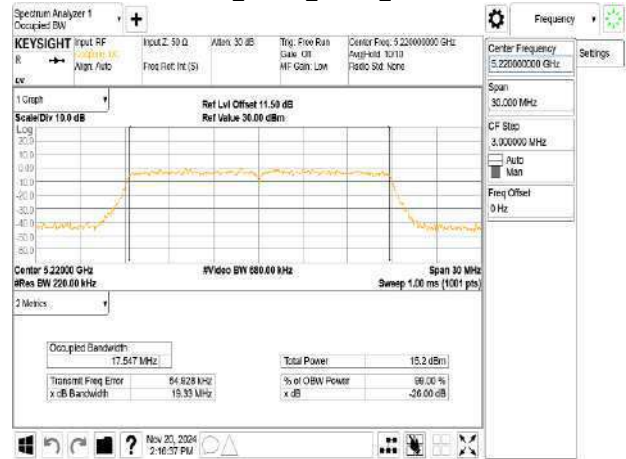 Spectrum Analyzer 1
Occupied BW
Frequency
KEYSIGHT
R
Input: RF
Coupling: DC
Align: Auto
Input Z: 50 Ω
Freq Ref: Int (S)
Atten: 30 dB
Trig: Free Run
Gate: Off
#IF Gain: Low
Center Freq: 5.220000000 GHz
Avg|Hold: 10/10
Radio Std: None
1 Graph
Scale/Div 10.0 dB
Ref Lvl Offset 11.50 dB
Ref Value 30.00 dBm
Log
20.0
10.0
0.00
-10.0
-20.0
-30.0
-40.0
-50.0
-60.0
Center 5.22000 GHz
#Res BW 220.00 kHz
#Video BW 680.00 kHz
Span 30 MHz
Sweep 1.00 ms (1001 pts)
2 Metrics
Occupied Bandwidth
17.547 MHz
Total Power
15.2 dBm
Transmit Freq Error
54.928 kHz
% of OBW Power
99.00 %
x dB Bandwidth
19.33 MHz
x dB
-26.00 dB
Nov 20, 2024
2:16:37 PM
Center Frequency
5.220000000 GHz
Settings
Span
30.000 MHz
CF Step
3.000000 MHz
Auto
Man
Freq Offset
0 Hz